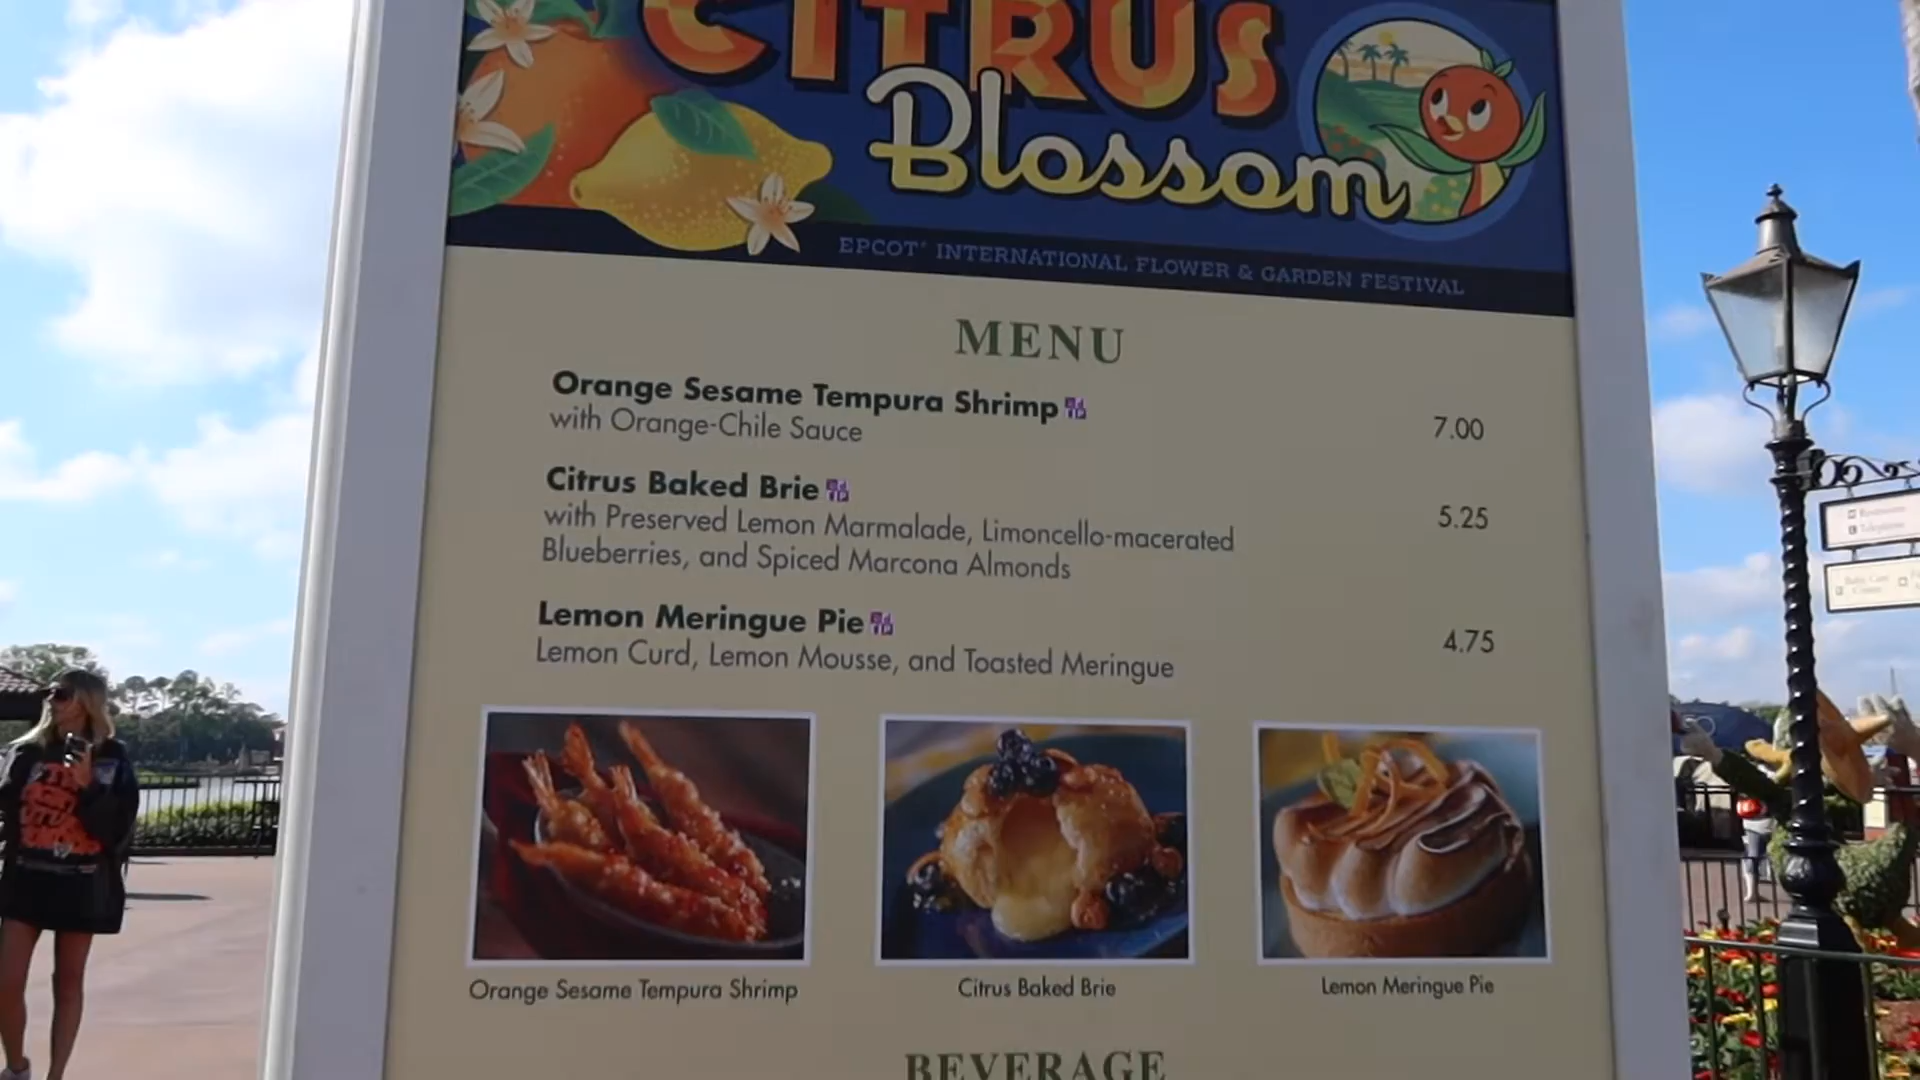 CITRUS
Blossom
EPCOT® INTERNATIONAL FLOWER & GARDEN FESTIVAL
MENU
Orange Sesame Tempura Shrimp
with Orange-Chile Sauce
7.00
Citrus Baked Brie
with Preserved Lemon Marmalade, Limoncello-macerated
Blueberries, and Spiced Marcona Almonds
5.25
Lemon Meringue Pie
Lemon Curd, Lemon Mousse, and Toasted Meringue
4.75
Orange Sesame Tempura Shrimp
Citrus Baked Brie
Lemon Meringue Pie
BEVERAGE
Restrooms
Telephone